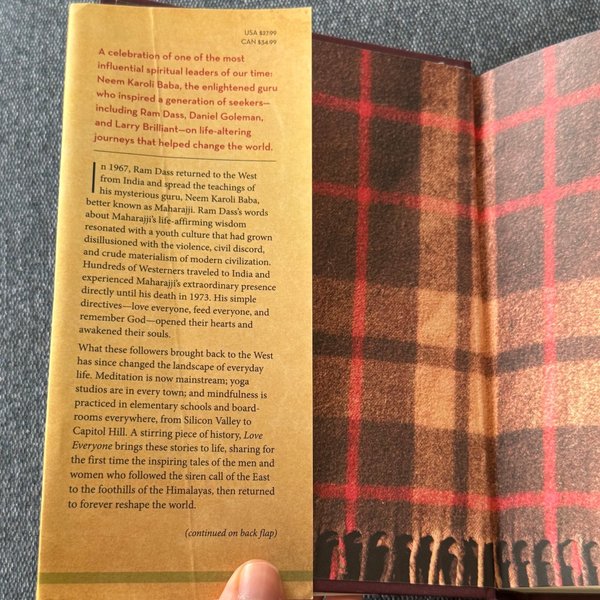 USA $27.99
CAN $34.99
A celebration of one of the most
influential spiritual leaders of our time:
Neem Karoli Baba, the enlightened guru
who inspired a generation of seekers—
including Ram Dass, Daniel Goleman,
and Larry Brilliant—on life-altering
journeys that helped change the world.
In 1967, Ram Dass returned to the West
from India and spread the teachings of
his mysterious guru, Neem Karoli Baba,
better known as Maharajji. Ram Dass's words
about Maharajji's life-affirming wisdom
resonated with a youth culture that had grown
disillusioned with the violence, civil discord,
and crude materialism of modern civilization.
Hundreds of Westerners traveled to India and
experienced Maharajji's extraordinary presence
directly until his death in 1973. His simple
directives—love everyone, feed everyone, and
remember God—opened their hearts and
awakened their souls.
What these followers brought back to the West
has since changed the landscape of everyday
life. Meditation is now mainstream; yoga
studios are in every town; and mindfulness is
practiced in elementary schools and board-
rooms everywhere, from Silicon Valley to
Capitol Hill. A stirring piece of history, Love
Everyone brings these stories to life, sharing for
the first time the inspiring tales of the men and
women who followed the siren call of the East
to the foothills of the Himalayas, then returned
to forever reshape the world.
(continued on back flap)